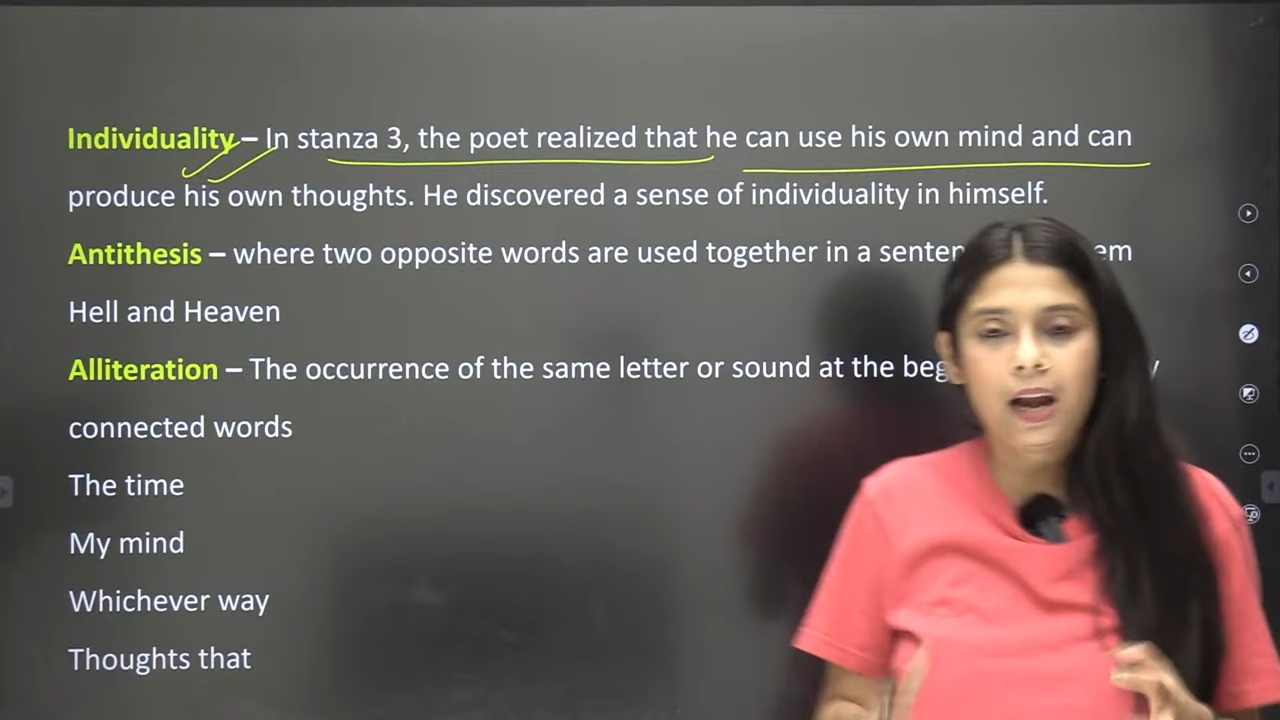 Individuality – In stanza 3, the poet realized that he can use his own mind and can
produce his own thoughts. He discovered a sense of individuality in himself.
Antithesis – where two opposite words are used together in a
Hell and Heaven
Alliteration – The occurrence of the same letter or sound at the
connected words
The time
My mind
Whichever way
Thoughts that